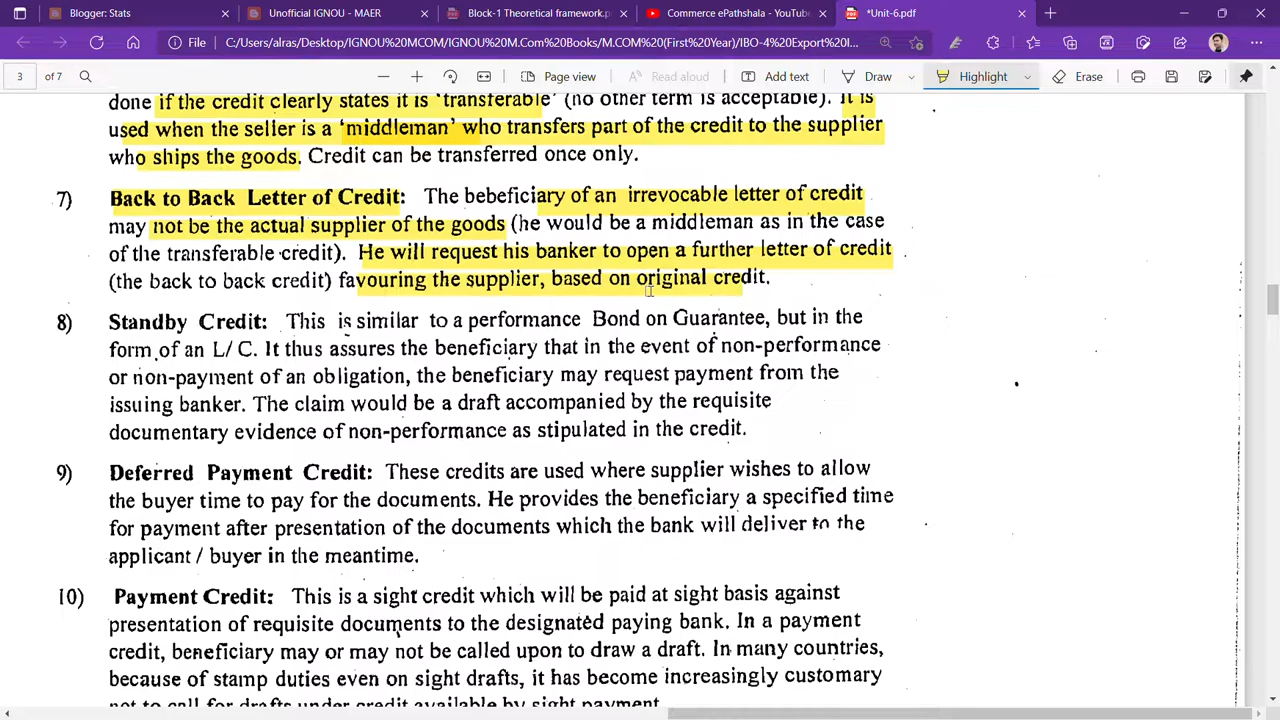 Blogger: Stats
Unofficial IGNOU - MAER
Block-1 Theoretical framework.p
Commerce ePathshala - YouTube
*Unit-6.pdf
File
C:/Users/alras/Desktop/IGNOU%20MCOM/IGNOU%20M.Com%20Books/M.COM%20(First%20Year)/IBO-4%20Export%20I...
3 of 7
Page view
Read aloud
Add text
Draw
Highlight
Erase
done if the credit clearly states it is 'transferable' (no other term is acceptable). It is
used when the seller is a 'middleman' who transfers part of the credit to the supplier
who ships the goods. Credit can be transferred once only.
7) Back to Back Letter of Credit: The bebeficiary of an irrevocable letter of credit
may not be the actual supplier of the goods (he would be a middleman as in the case
of the transferable credit). He will request his banker to open a further letter of credit
(the back to back credit) favouring the supplier, based on original credit.
8) Standby Credit: This is similar to a performance Bond on Guarantee, but in the
form of an L/ C. It thus assures the beneficiary that in the event of non-performance
or non-payment of an obligation, the beneficiary may request payment from the
issuing banker. The claim would be a draft accompanied by the requisite
documentary evidence of non-performance as stipulated in the credit.
9) Deferred Payment Credit: These credits are used where supplier wishes to allow
the buyer time to pay for the documents. He provides the beneficiary a specified time
for payment after presentation of the documents which the bank will deliver to the
applicant / buyer in the meantime.
10) Payment Credit: This is a sight credit which will be paid at sight basis against
presentation of requisite documents to the designated paying bank. In a payment
credit, beneficiary may or may not be called upon to draw a draft. In many countries,
because of stamp duties even on sight drafts, it has become increasingly customary
not to call for drafts under credit available by sight payment